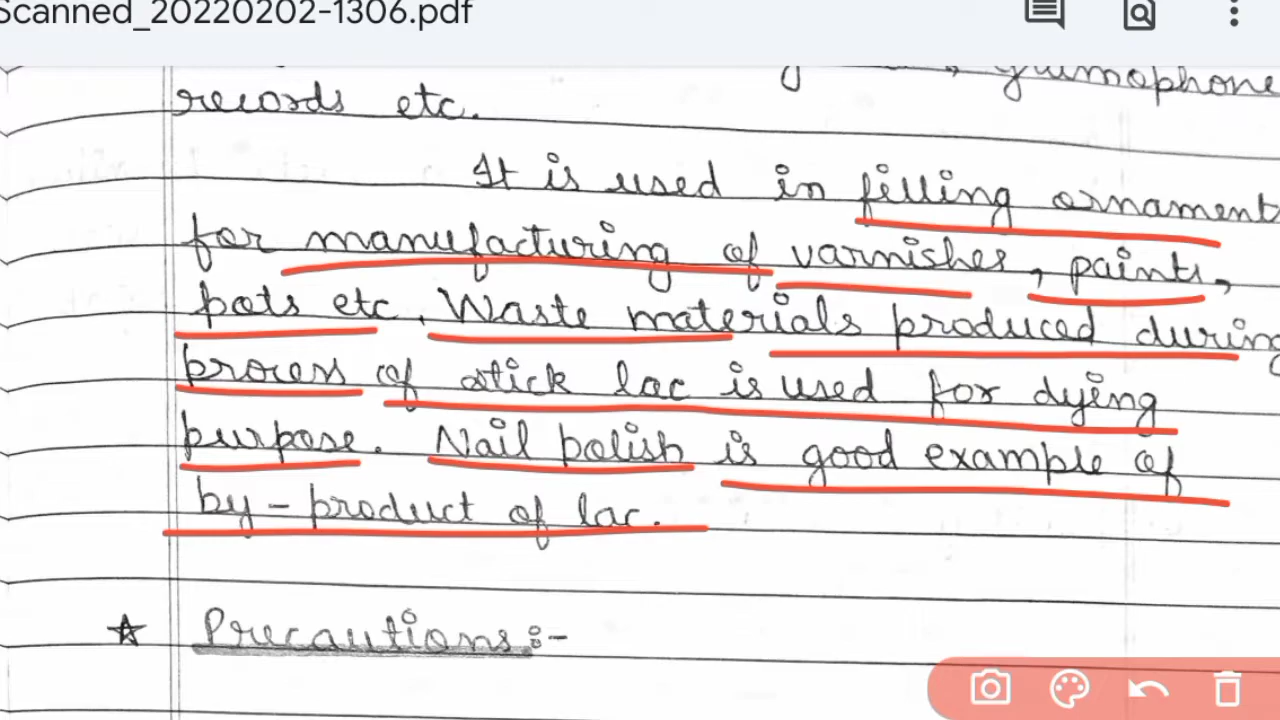 Scanned_20220202-1306.pdf
gramophone
records etc.
It is used in filling ornament
for manufacturing of varnishes, paints,
pots etc. Waste materials produced during
process of stick lac is used for dying
purpose. Nail polish is good example of
by-product of lac.
☆ Precautions:-